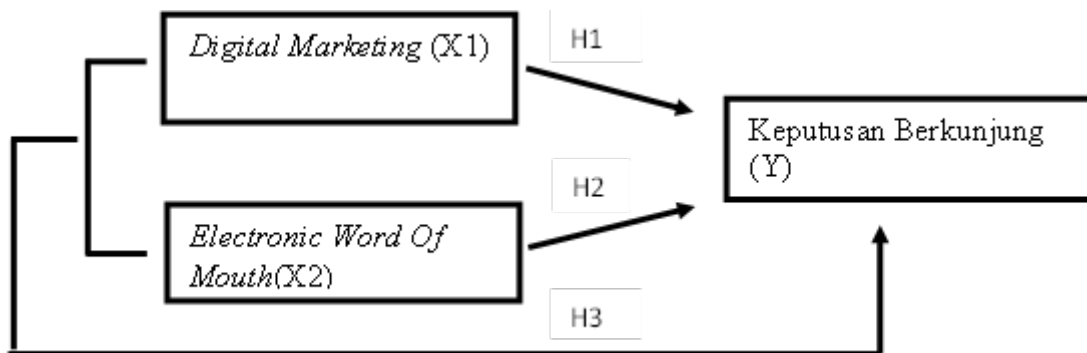 Digital Marketing (X1)
H1
Keputusan Berkunjung
(Y)
H2
Electronic Word Of
Mouth(X2)
H3